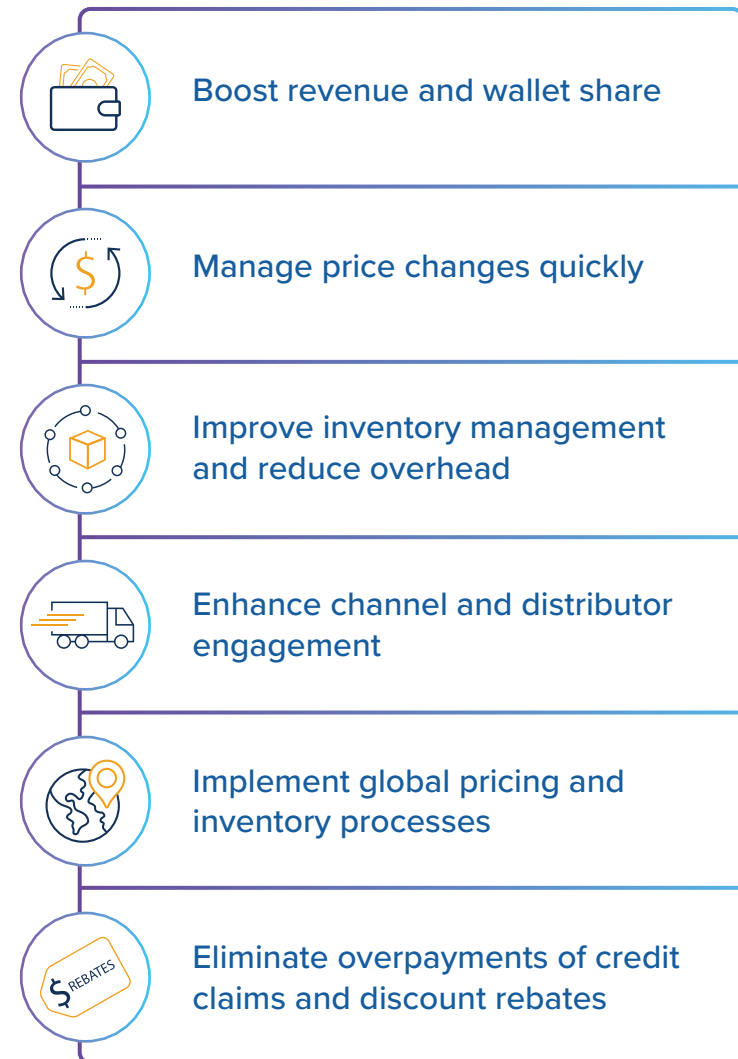 Boost revenue and wallet share
$
Manage price changes quickly
Improve inventory management
and reduce overhead
Enhance channel and distributor
engagement
Implement global pricing and
inventory processes
$ REBATES
Eliminate overpayments of credit
claims and discount rebates